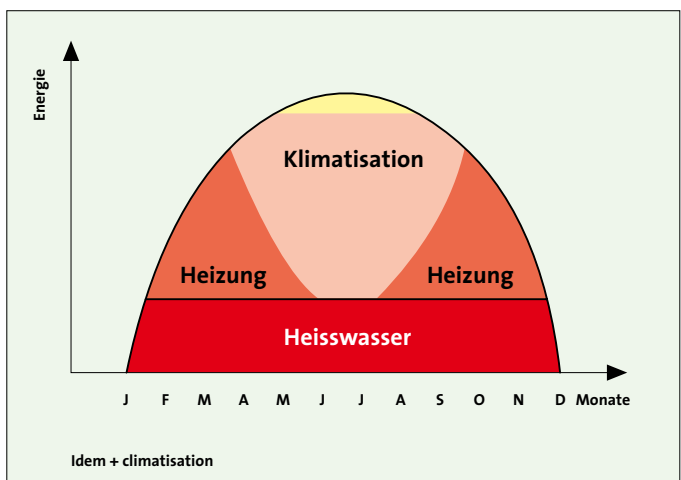 Energie
Klimatisation
Heizung
Heizung
Heisswasser
J F M A M J J A S O N D Monate
Idem + climatisation